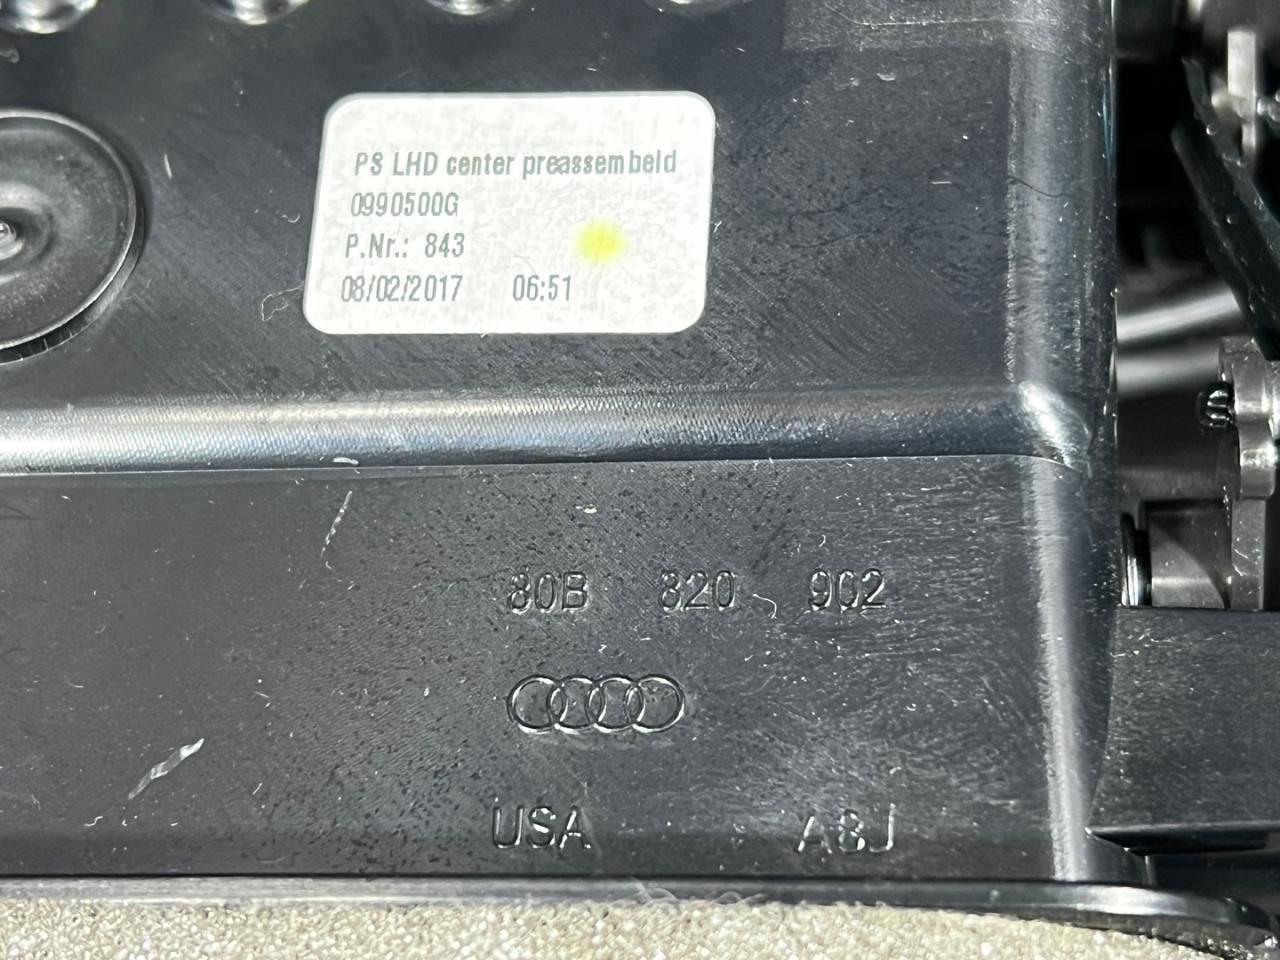 PS LHD center preassembeld
0990500G
P.Nr.: 843
08/02/2017 06:51
80B 820 902
USA A8J